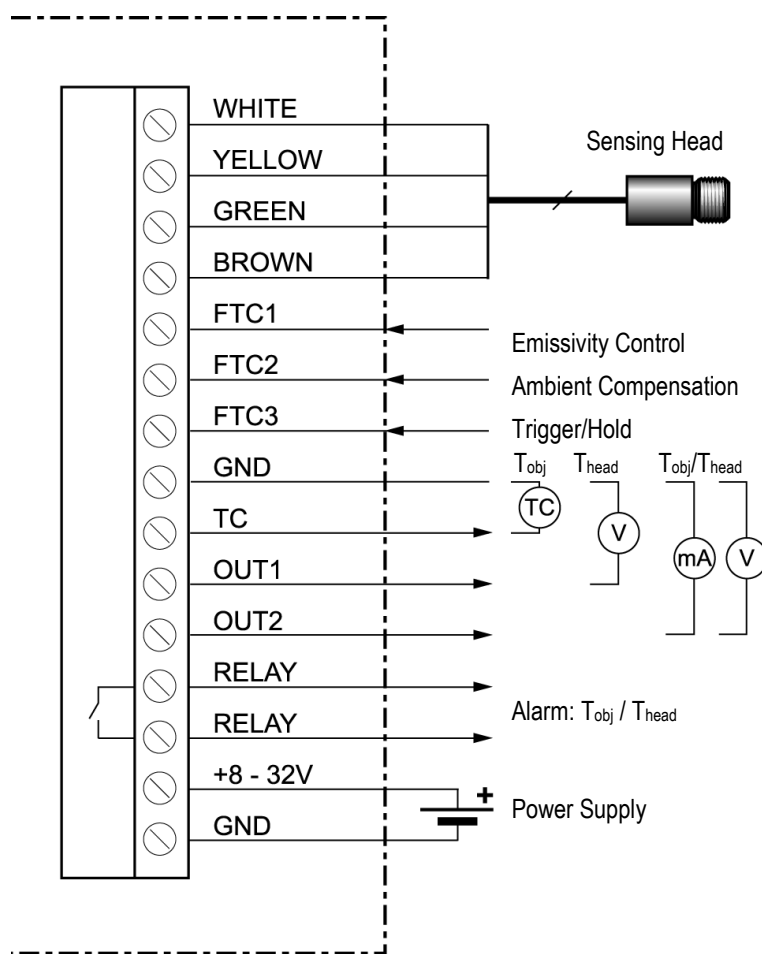 WHITE
Sensing Head
YELLOW
GREEN
BROWN
FTC1
Emissivity Control
FTC2
Ambient Compensation
FTC3
Trigger/Hold
GND
Tobj Thead Tobj/Thead
TC
TC
V
mA V
OUT1
OUT2
RELAY
Alarm: Tobj / Thead
RELAY
+8 - 32V
+
Power Supply
GND